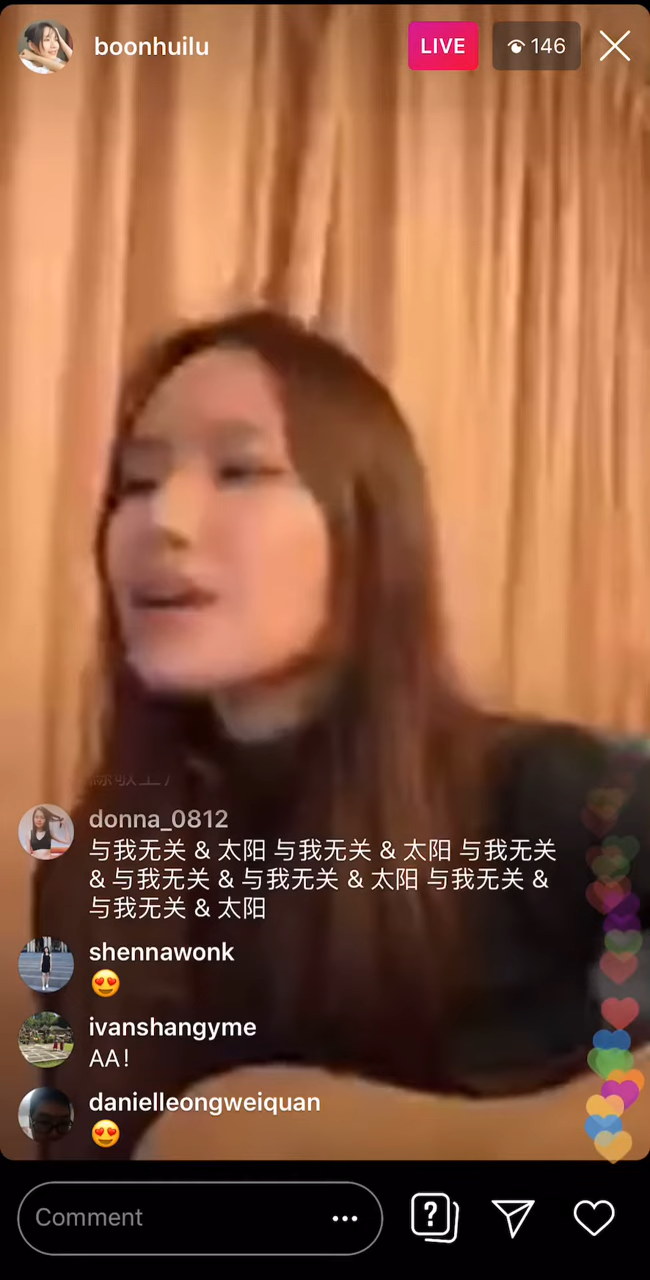 boonhuilu LIVE 146
donna_0812
与我无关 & 太阳 与我无关 & 太阳 与我无关
& 与我无关 & 与我无关 & 太阳 与我无关 &
与我无关 & 太阳
shennawonk
😍
ivanshangyme
AA!
danielleongweiquan
😍
Comment